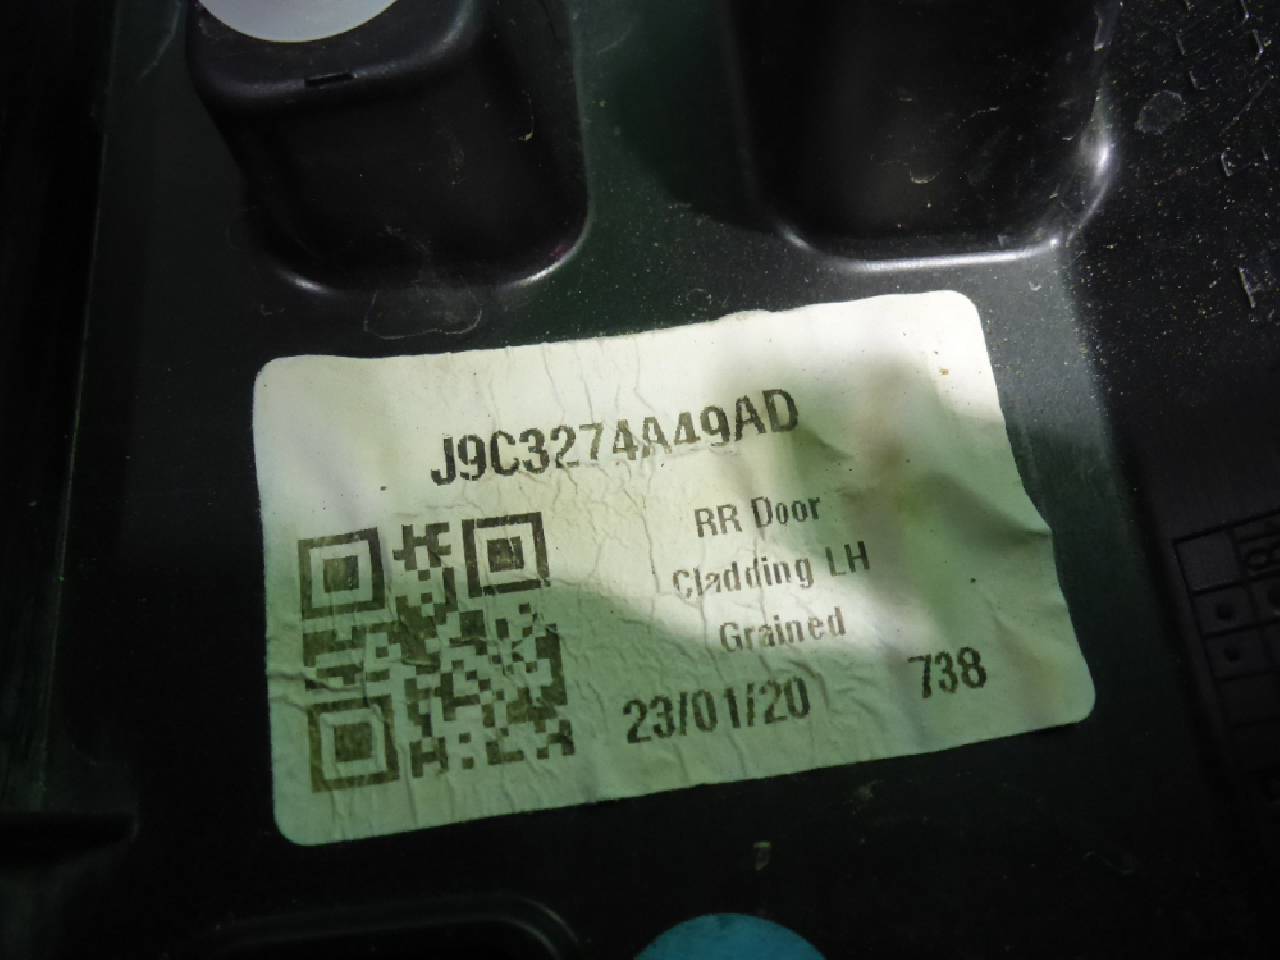 J9C3274A49AD
RR Door
Cladding LH
Grained
23/01/20 738